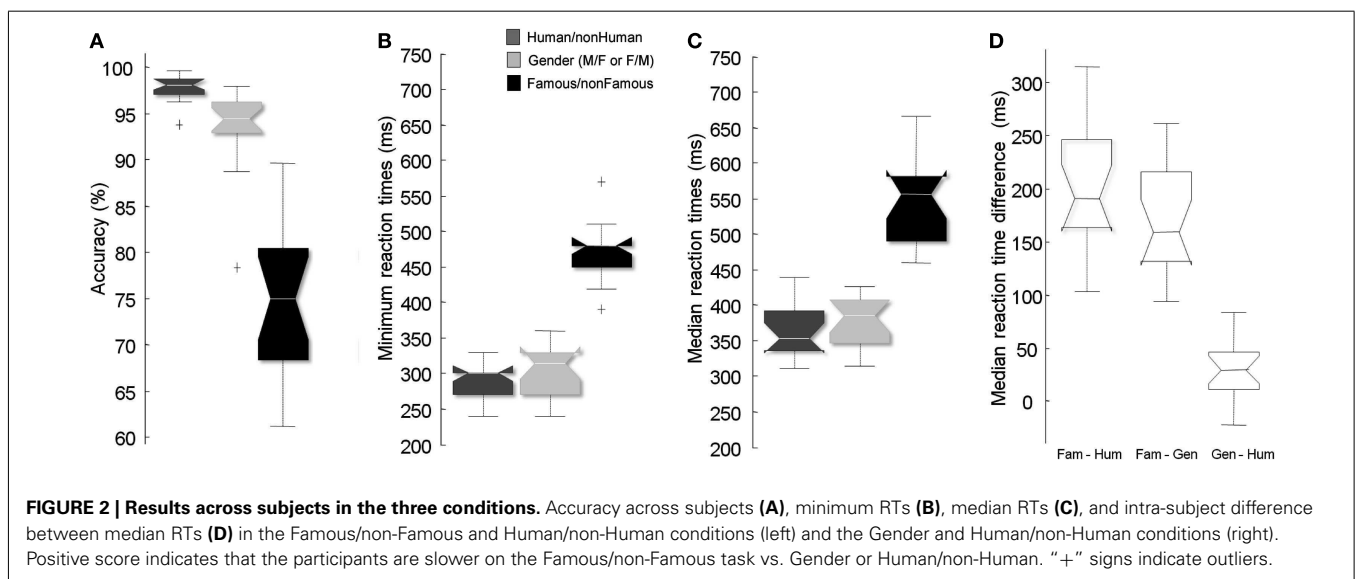 A
100
95
90
85
80
75
70
65
60
Accuracy (%)
B
750
700
650
600
550
500
450
400
350
300
250
200
Minimum reaction times (ms)
Human/nonHuman
Gender (M/F or F/M)
Famous/nonFamous
C
750
700
650
600
550
500
450
400
350
300
250
200
Median reaction times (ms)
D
300
250
200
150
100
50
0
Median reaction time difference (ms)
Fam - Hum Fam - Gen Gen - Hum
FIGURE 2 | Results across subjects in the three conditions. Accuracy across subjects (A), minimum RTs (B), median RTs (C), and intra-subject difference
between median RTs (D) in the Famous/non-Famous and Human/non-Human conditions (left) and the Gender and Human/non-Human conditions (right).
Positive score indicates that the participants are slower on the Famous/non-Famous task vs. Gender or Human/non-Human. "+" signs indicate outliers.